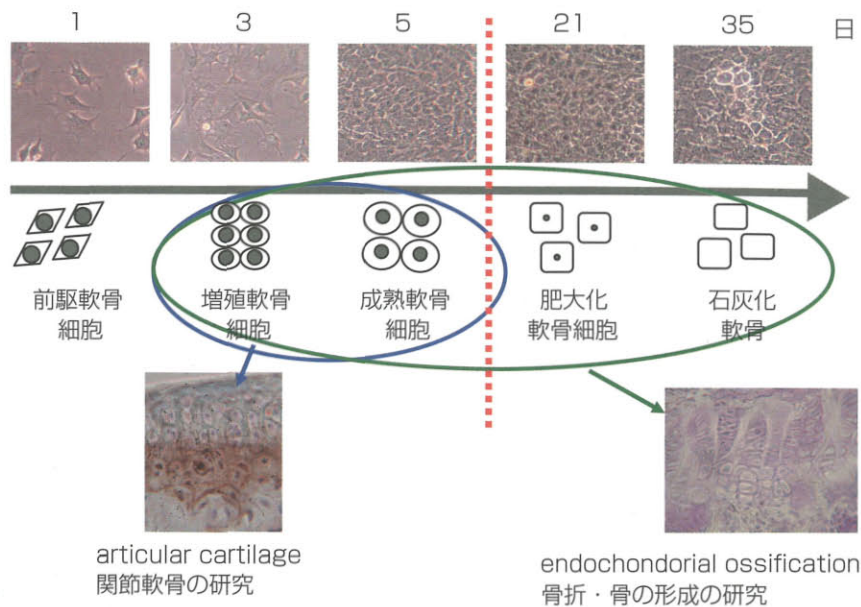 1 3 5 21 35 日
前駆軟骨
細胞
増殖軟骨
細胞
成熟軟骨
細胞
肥大化
軟骨細胞
石灰化
軟骨
articular cartilage
関節軟骨の研究
endochondorial ossification
骨折・骨の形成の研究